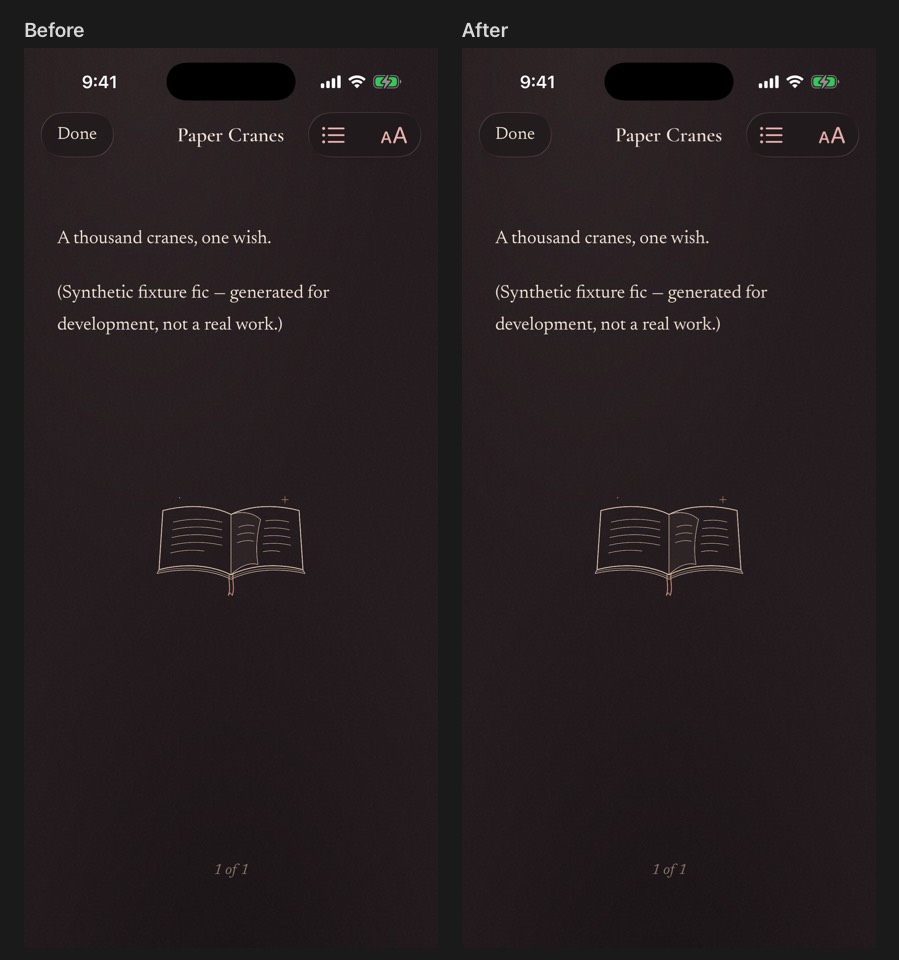 Before
9:41
Done
Paper Cranes
AA
A thousand cranes, one wish.
(Synthetic fixture fic — generated for
development, not a real work.)
1 of 1
After
9:41
Done
Paper Cranes
AA
A thousand cranes, one wish.
(Synthetic fixture fic — generated for
development, not a real work.)
1 of 1